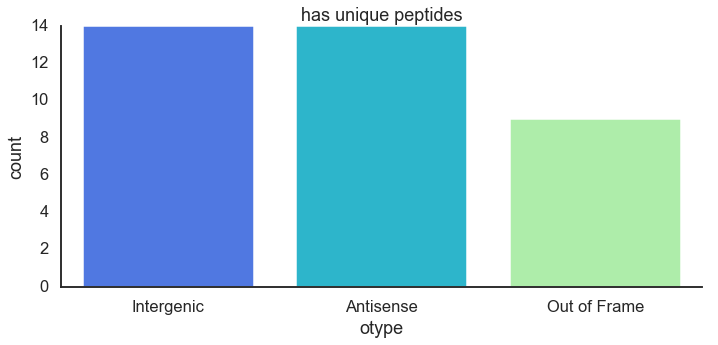 has unique peptides
14
12
10
8
6
4
2
0
count
Intergenic Antisense Out of Frame
otype